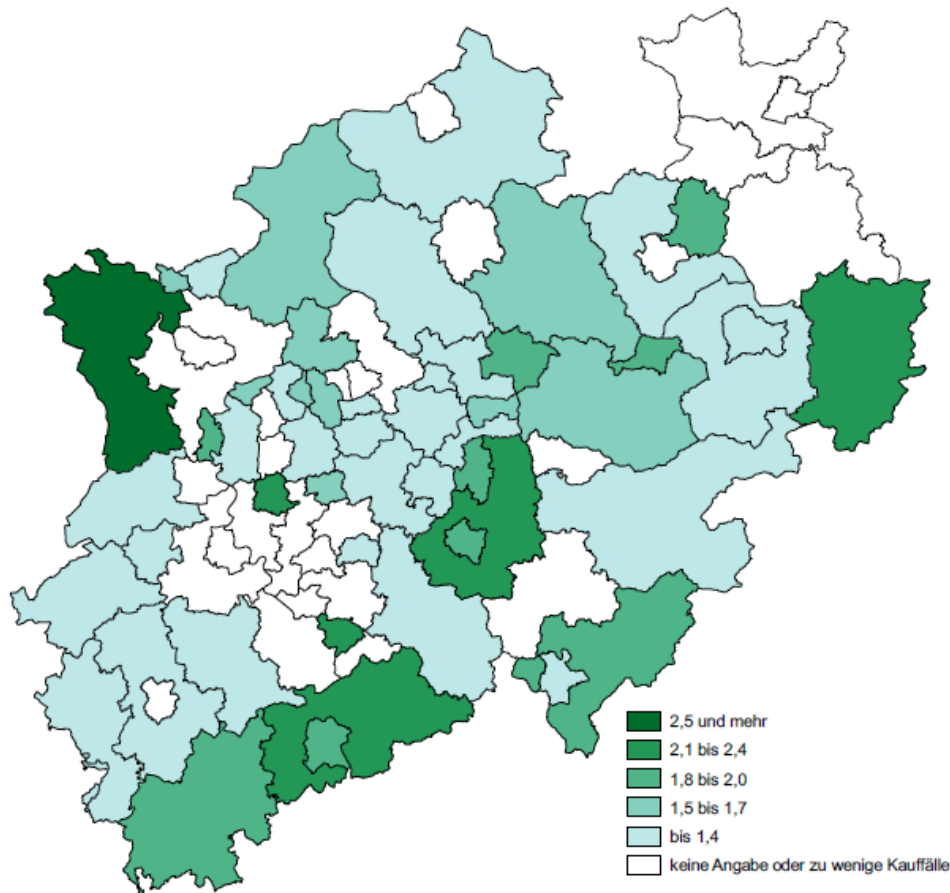 2,5 und mehr
2,1 bis 2,4
1,8 bis 2,0
1,5 bis 1,7
bis 1,4
keine Angabe oder zu wenige Kauffälle